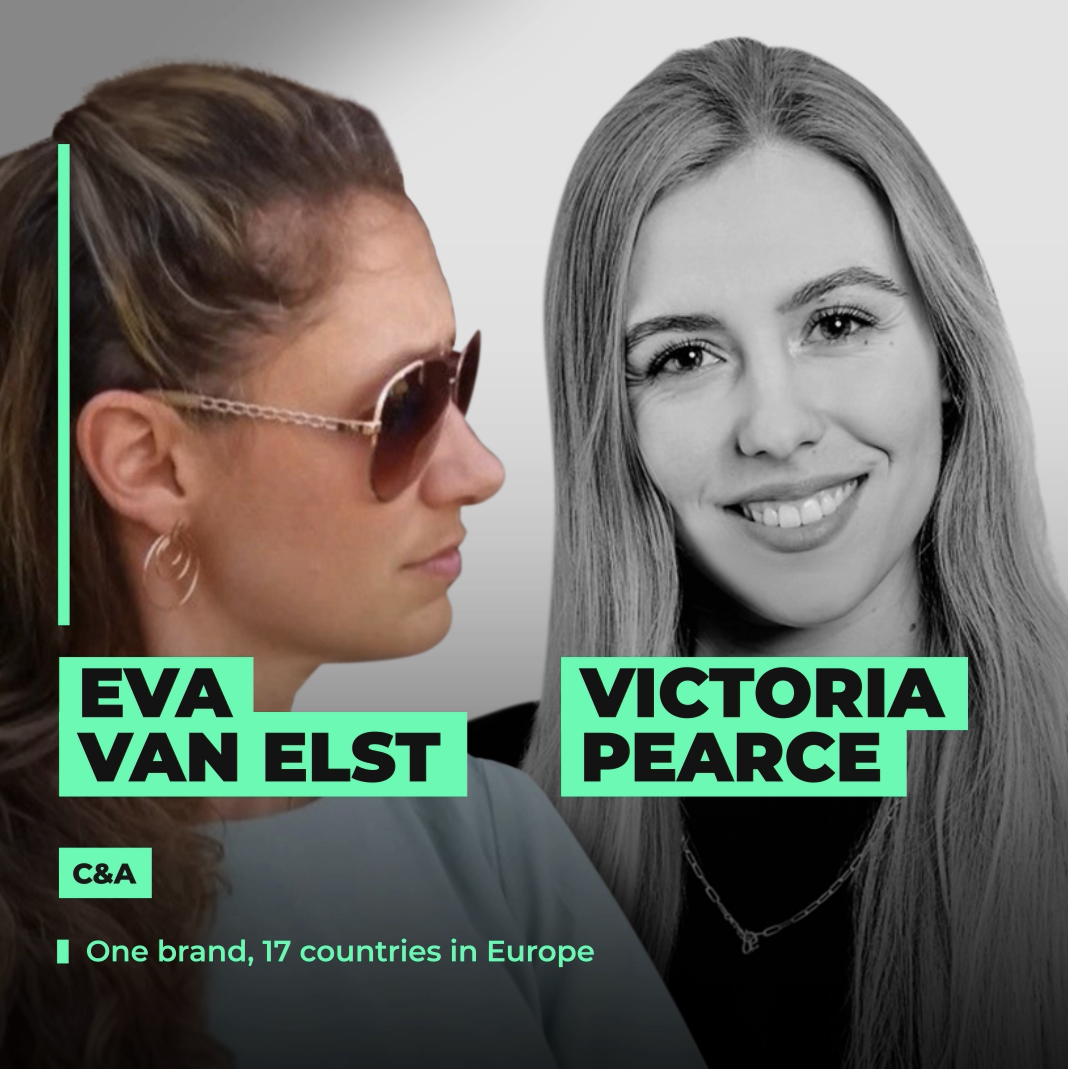 EVA
VAN ELST
VICTORIA
PEARCE
C&A
One brand, 17 countries in Europe